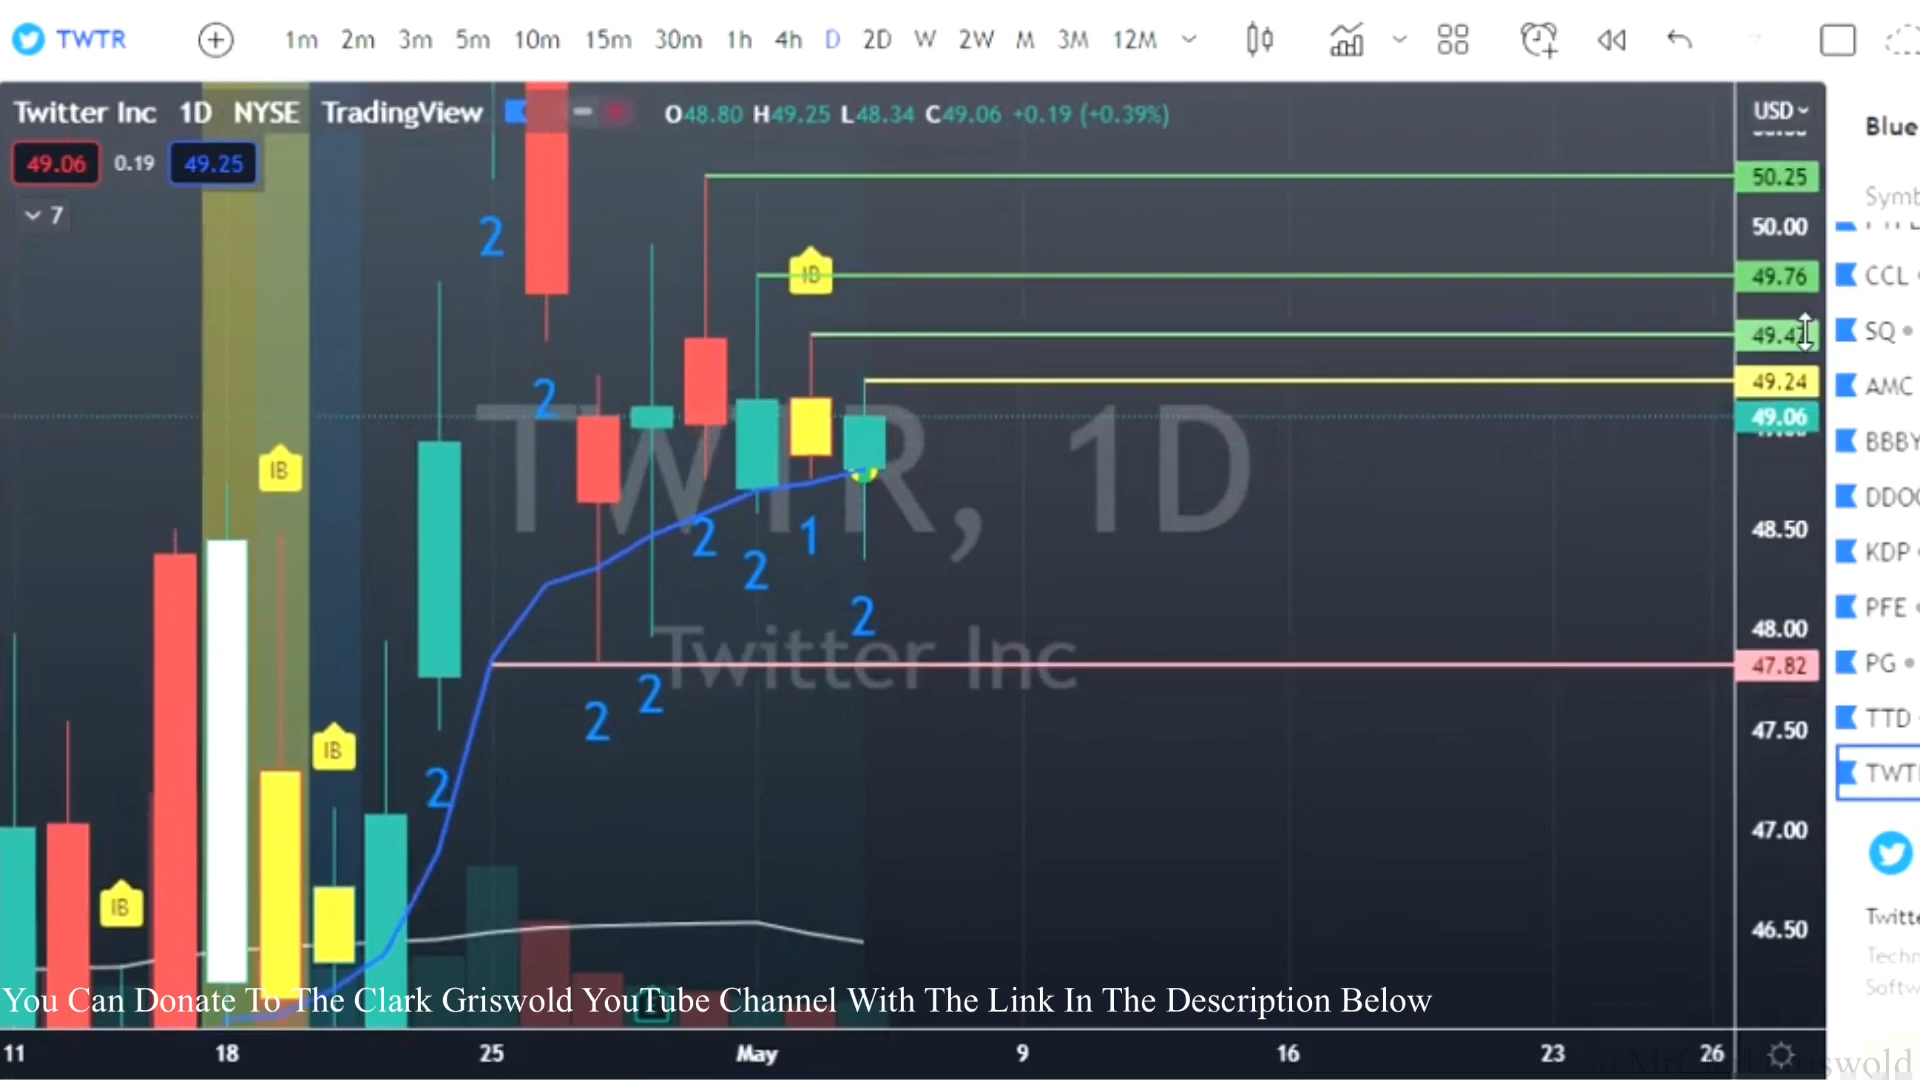 TWTR 1m 2m 3m 5m 10m 15m 30m 1h 4h D 2D W 2W M 3M 12M
Twitter Inc 1D NYSE TradingView O48.80 H49.25 L48.34 C49.06 +0.19 (+0.39%)
USD
Blue
49.06 0.19 49.25
50.25
7
50.00
2
IB
49.76
CCL
SQ
49.24
AMC
2
49.06
TWTR, 1D
BBBY
IB
DDOG
2
1
48.50
2
KDP
2
PFE
48.00
Twitter Inc
47.82
PG
2
2
TTD
47.50
IB
TWT
2
47.00
IB
Twitte
46.50
Techn
Softw
You Can Donate To The Clark Griswold YouTube Channel With The Link In The Description Below
11 18 25 May 9 16 23 26